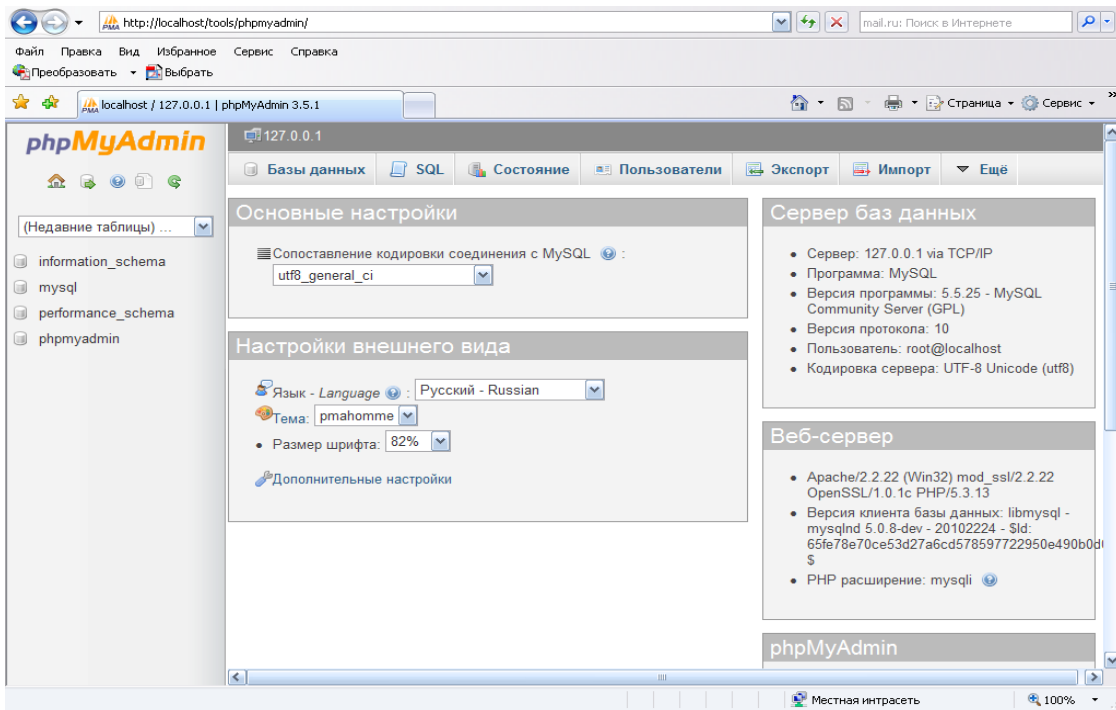 http://localhost/tools/phpmyadmin/
mail.ru: Поиск в Интернете
Файл Правка Вид Избранное Сервис Справка
Преобразовать Выбрать
PMA localhost / 127.0.0.1 | phpMyAdmin 3.5.1
Страница Сервис »
phpMyAdmin
(Недавние таблицы) ...
information_schema
mysql
performance_schema
phpmyadmin
127.0.0.1
Базы данных SQL Состояние Пользователи Экспорт Импорт Ещё
Основные настройки
Сопоставление кодировки соединения с MySQL :
utf8_general_ci
Настройки внешнего вида
Язык - Language : Русский - Russian
Тема: pmahomme
• Размер шрифта: 82%
Дополнительные настройки
Сервер баз данных
• Сервер: 127.0.0.1 via TCP/IP
• Программа: MySQL
• Версия программы: 5.5.25 - MySQL
Community Server (GPL)
• Версия протокола: 10
• Пользователь: root@localhost
• Кодировка сервера: UTF-8 Unicode (utf8)
Веб-сервер
• Apache/2.2.22 (Win32) mod_ssl/2.2.22
OpenSSL/1.0.1c PHP/5.3.13
• Версия клиента базы данных: libmysql -
mysqlnd 5.0.8-dev - 20102224 - $Id:
65fe78e70ce53d27a6cd578597722950e490b0d
$
• PHP расширение: mysqli
phpMyAdmin
Местная интрасеть 100%